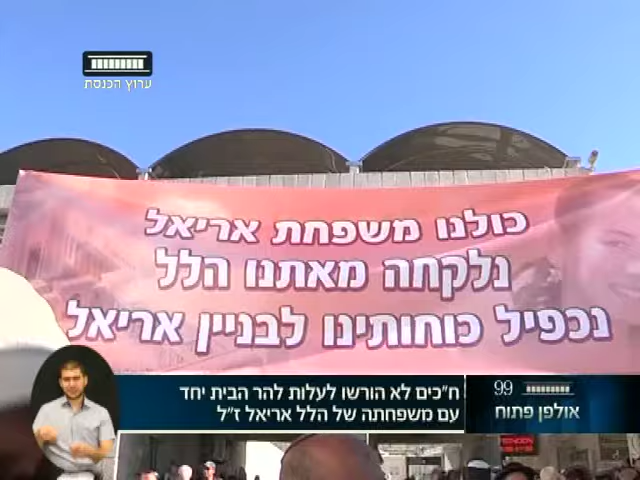 ערוץ הכנסת
כולנו משפחת אריאל
נלקחה מאתנו הלל
נכפיל כוחותינו לבניין אריאל
ח"כים לא הורשו לעלות להר הבית יחד
עם משפחתה של הלל אריאל ז"ל
99
אולפן פתוח